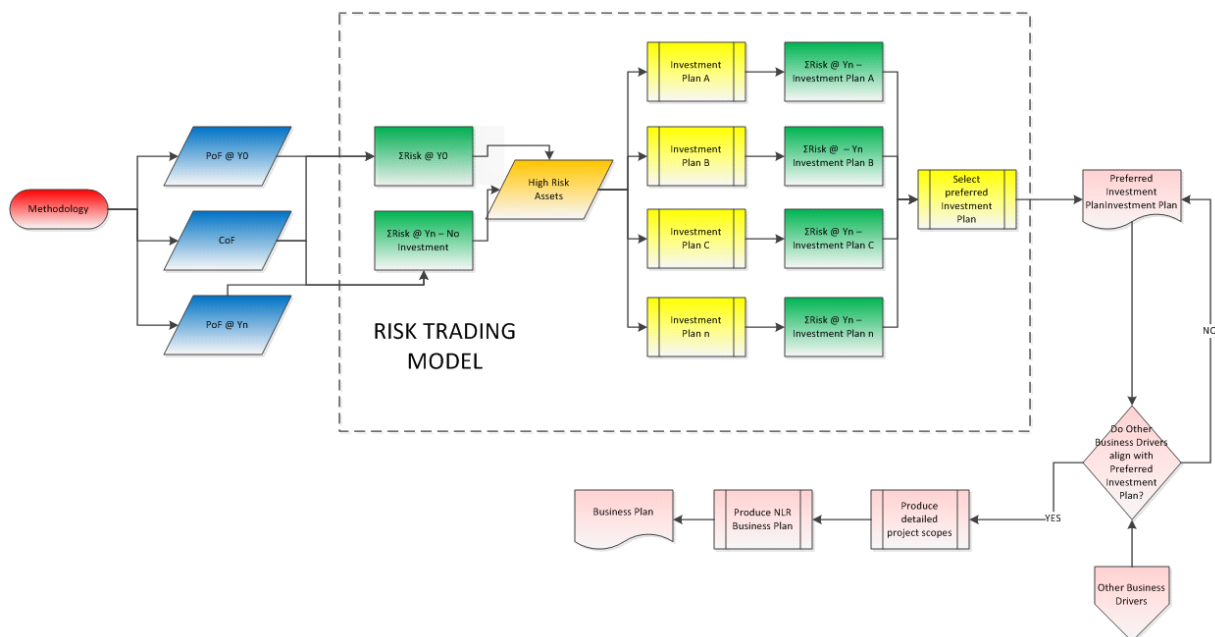 Methodology
PoF @ Y0
CoF
PoF @ Yn
ΣRisk @ Y0
ΣRisk @ Yn – No
Investment
RISK TRADING
MODEL
High Risk
Assets
Investment
Plan A
Investment
Plan B
Investment
Plan C
Investment
Plan n
ΣRisk @ Yn –
Investment Plan A
ΣRisk @  – Yn
Investment Plan B
ΣRisk @ Yn –
Investment Plan C
ΣRisk @ Yn –
Investment Plan n
Select
preferred
Investment
Plan
Preferred
Investment
PlanInvestment Plan
NO
Do Other
Business Drivers
align with
Preferred
Investment
Plan?
YES
Produce
detailed
project scopes
Produce NLR
Business Plan
Business Plan
Other Business
Drivers